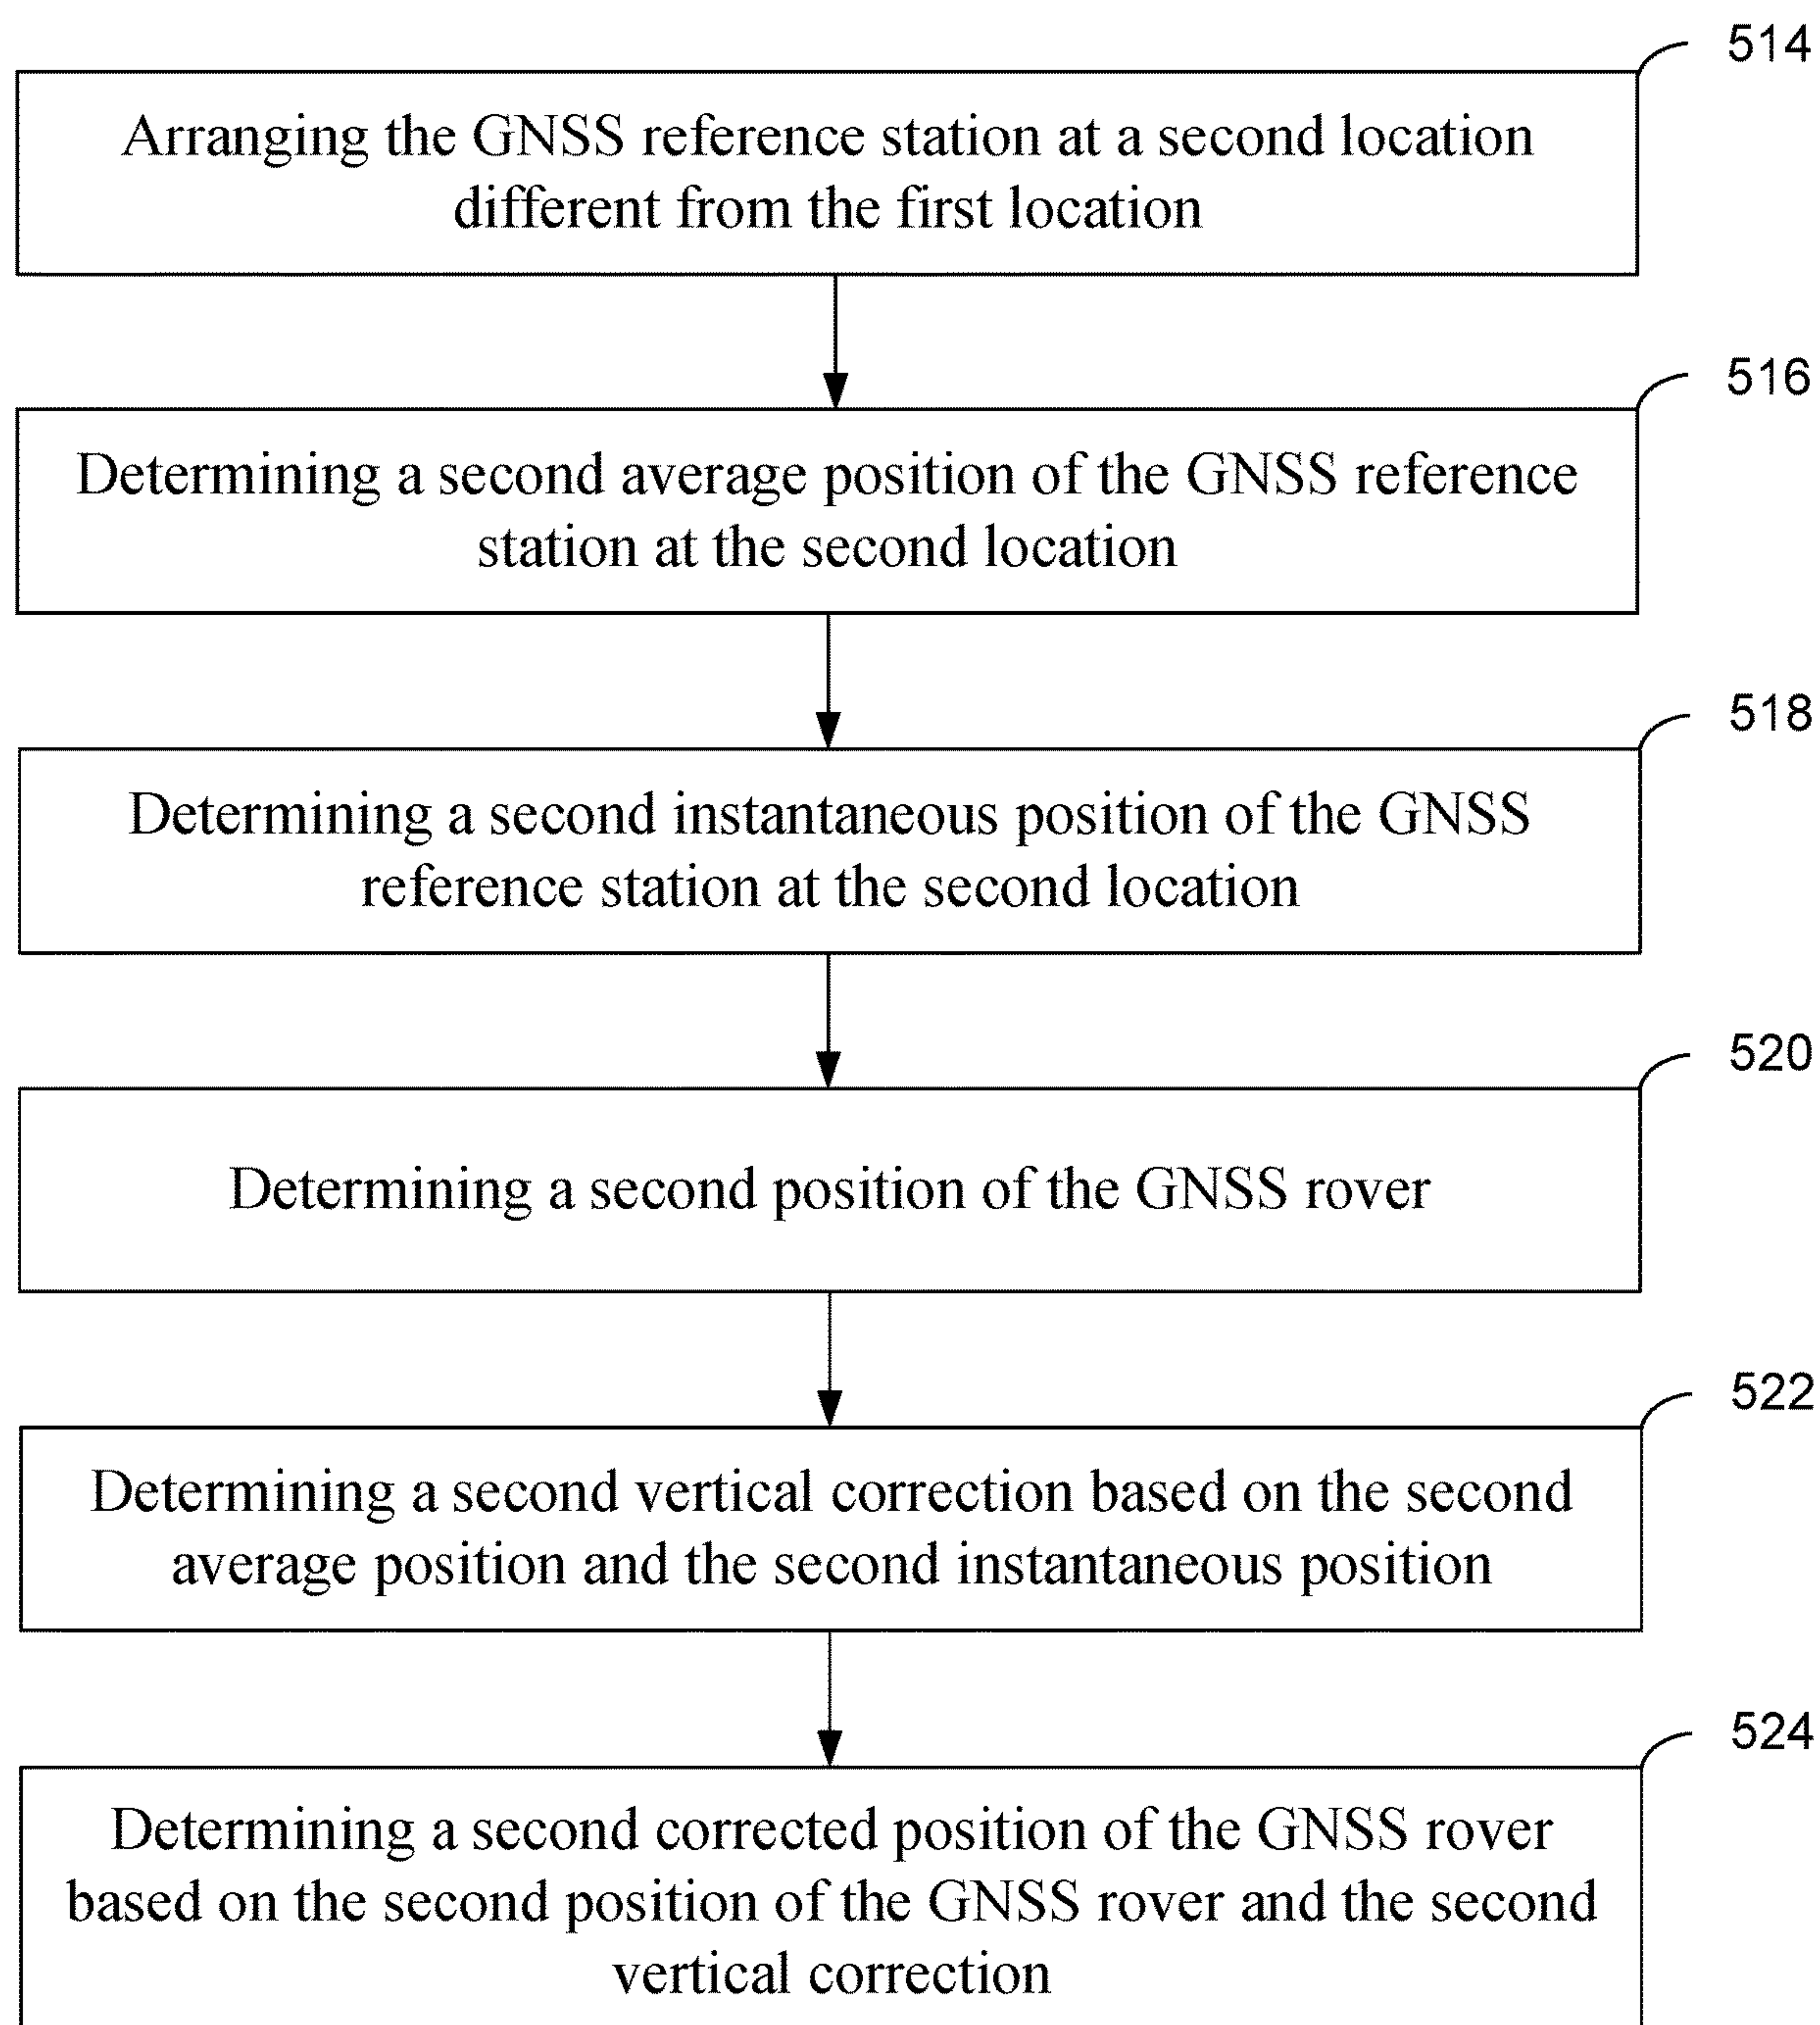 514
Arranging the GNSS reference station at a second location
different from the first location
516
Determining a second average position of the GNSS reference
station at the second location
518
Determining a second instantaneous position of the GNSS
reference station at the second location
520
Determining a second position of the GNSS rover
522
Determining a second vertical correction based on the second
average position and the second instantaneous position
524
Determining a second corrected position of the GNSS rover
based on the second position of the GNSS rover and the second
vertical correction